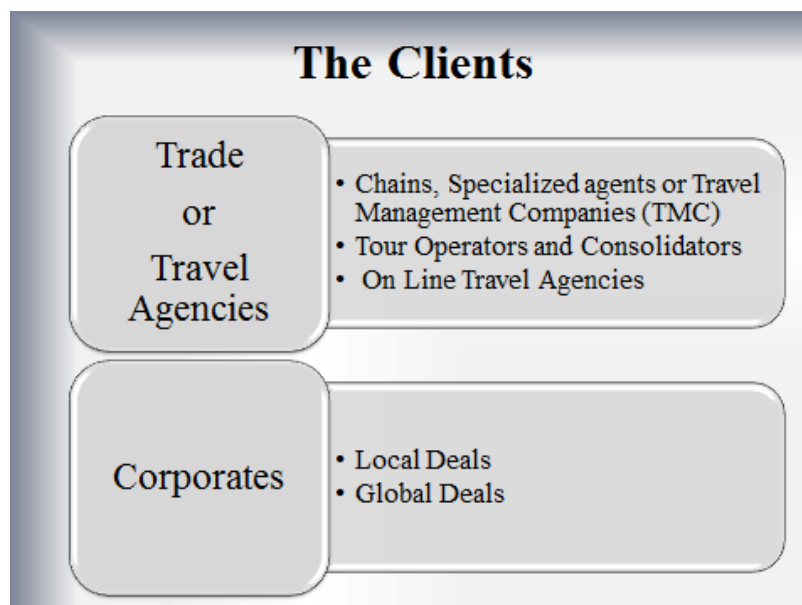 The Clients
Trade
or
Travel
Agencies
• Chains, Specialized agents or Travel
Management Companies (TMC)
• Tour Operators and Consolidators
• On Line Travel Agencies
Corporates
• Local Deals
• Global Deals